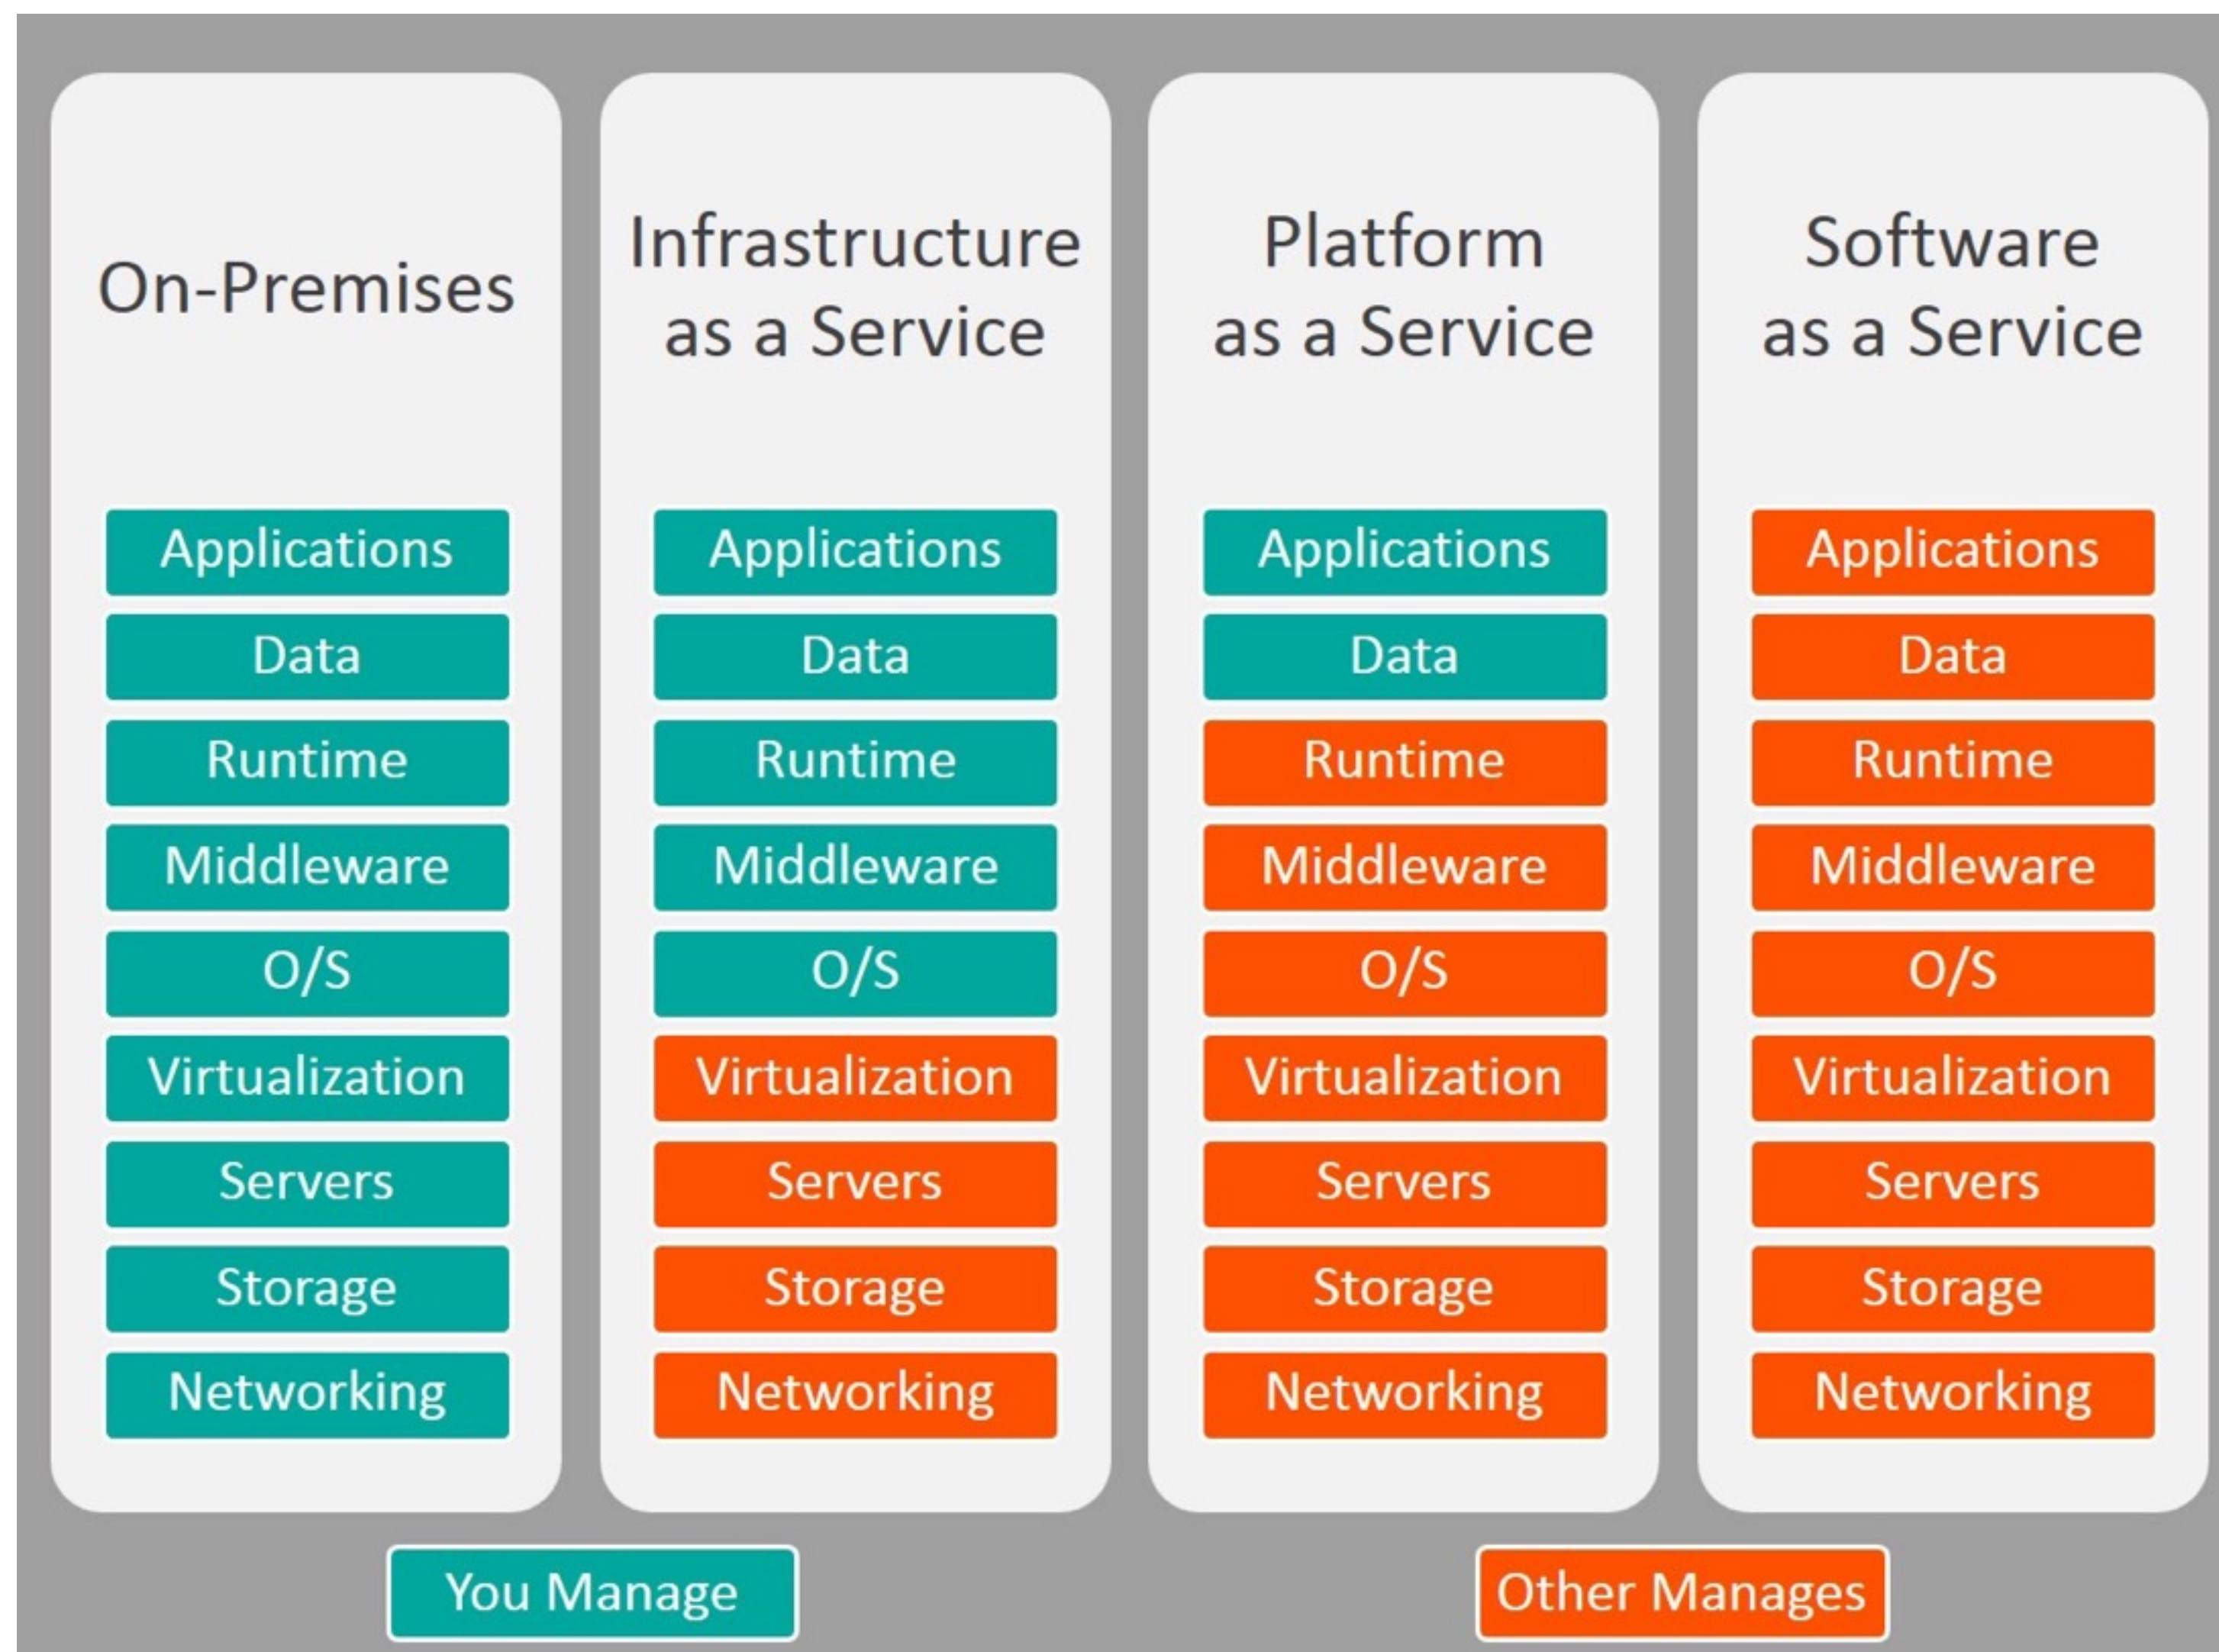 On-Premises
Applications
Data
Runtime
Middleware
O/S
Virtualization
Servers
Storage
Networking
Infrastructure
as a Service
Applications
Data
Runtime
Middleware
O/S
Virtualization
Servers
Storage
Networking
Platform
as a Service
Applications
Data
Runtime
Middleware
O/S
Virtualization
Servers
Storage
Networking
Software
as a Service
Applications
Data
Runtime
Middleware
O/S
Virtualization
Servers
Storage
Networking
You Manage
Other Manages